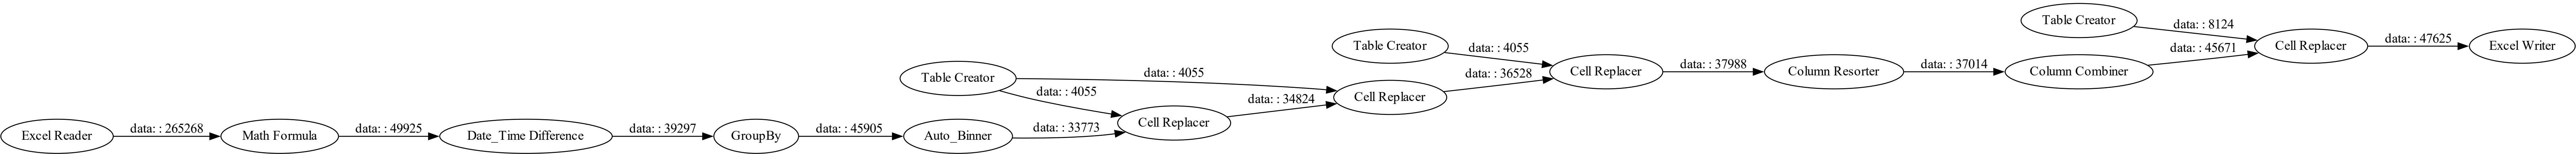 Excel Reader
data: : 265268
Math Formula
data: : 49925
Date_Time Difference
data: : 39297
GroupBy
data: : 45905
Auto_Binner
data: : 33773
Table Creator
data: : 4055
data: : 4055
Cell Replacer
data: : 34824
Cell Replacer
data: : 36528
Table Creator
data: : 4055
Cell Replacer
data: : 37988
Column Resorter
data: : 37014
Column Combiner
data: : 45671
Table Creator
data: : 8124
Cell Replacer
data: : 47625
Excel Writer